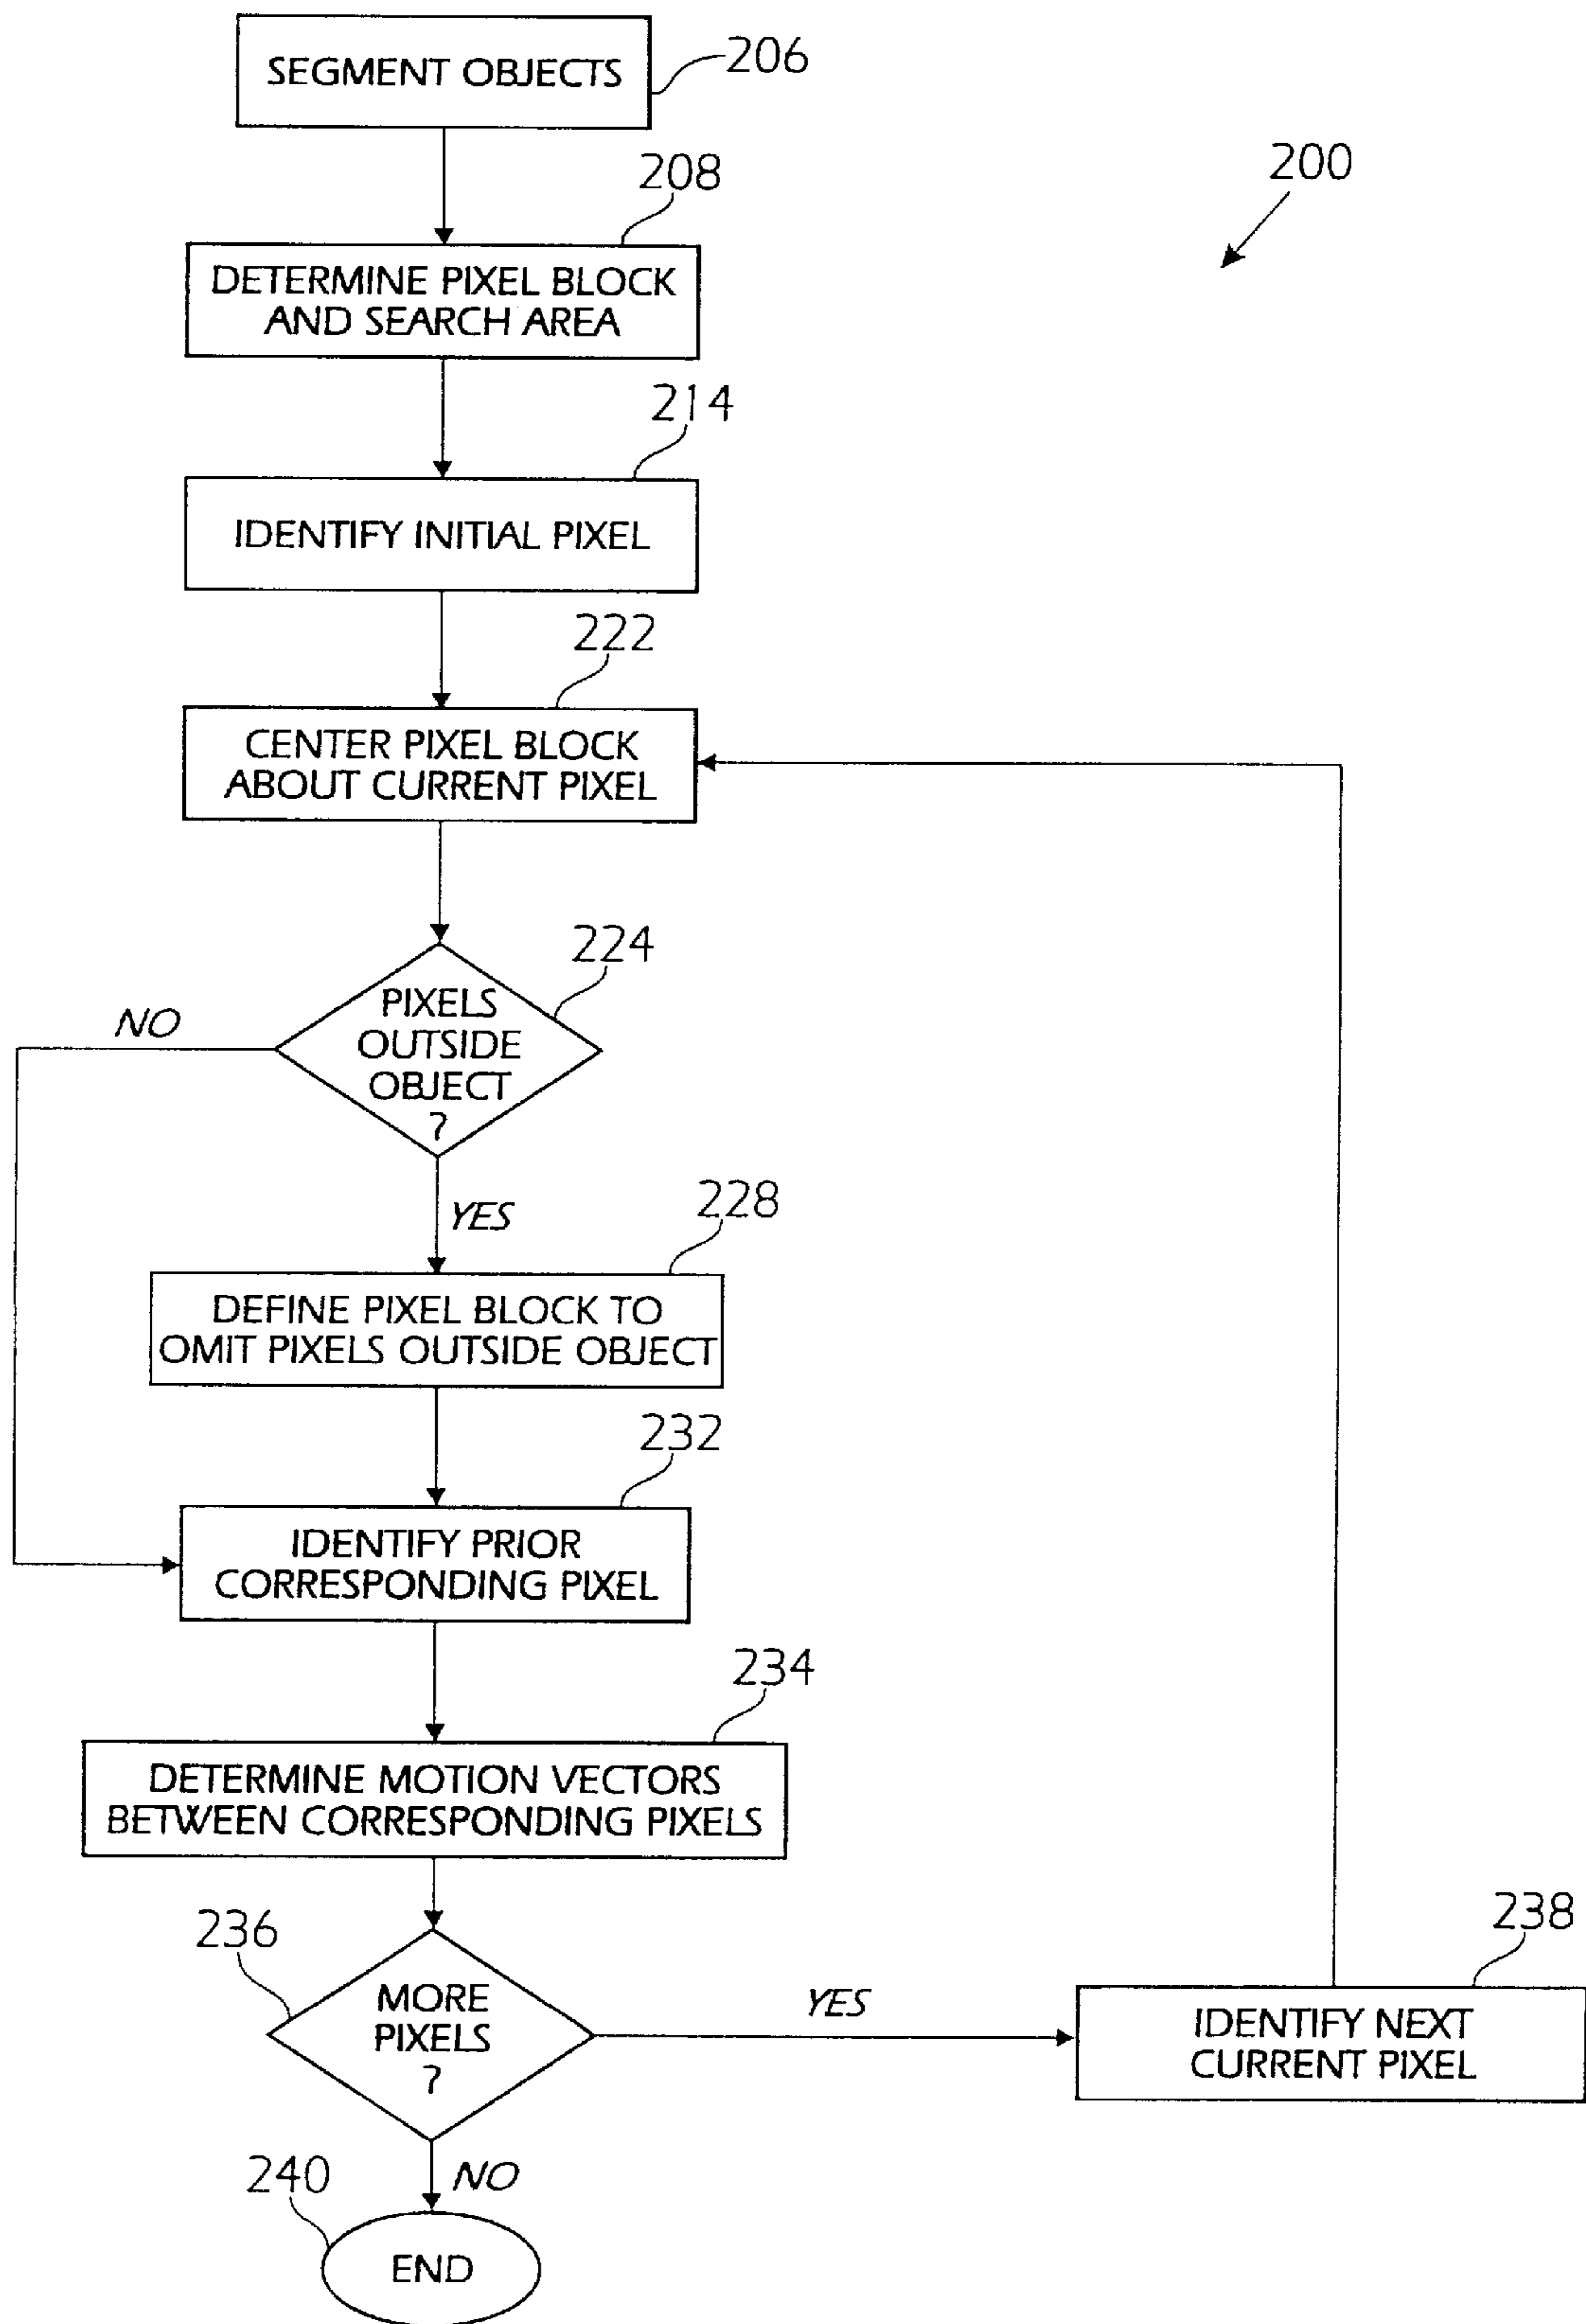 SEGMENT OBJECTS
206
200
208
DETERMINE PIXEL BLOCK
AND SEARCH AREA
214
IDENTIFY INITIAL PIXEL
222
CENTER PIXEL BLOCK
ABOUT CURRENT PIXEL
224
PIXELS
OUTSIDE
OBJECT
?
NO
YES
228
DEFINE PIXEL BLOCK TO
OMIT PIXELS OUTSIDE OBJECT
232
IDENTIFY PRIOR
CORRESPONDING PIXEL
234
DETERMINE MOTION VECTORS
BETWEEN CORRESPONDING PIXELS
236
MORE
PIXELS
?
YES
238
IDENTIFY NEXT
CURRENT PIXEL
NO
240
END